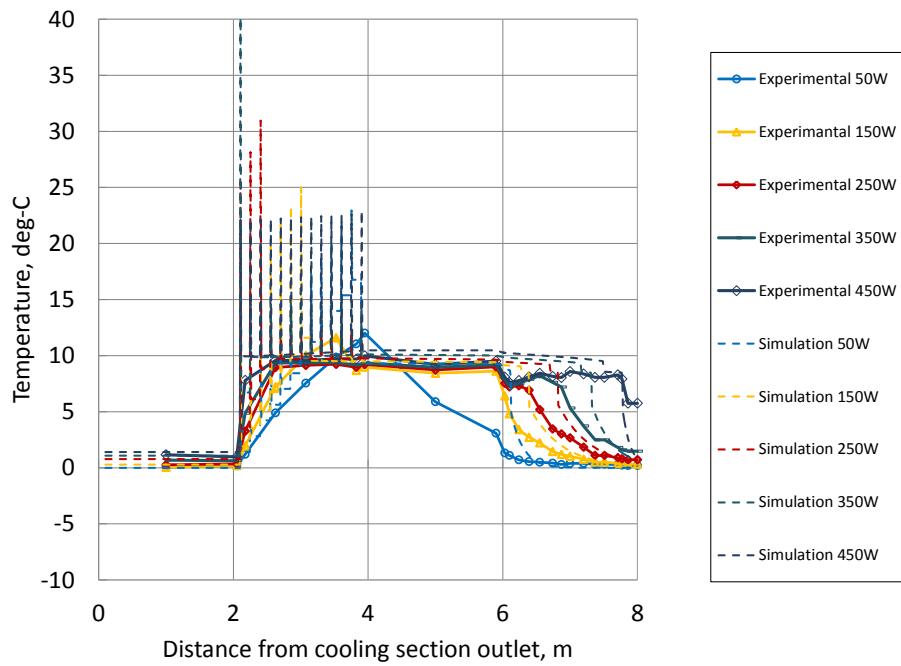 40
35
30
25
20
15
10
5
0
-5
-10
Temperature, deg-C
0 2 4 6 8
Distance from cooling section outlet, m
Experimental 50W
Experimantal 150W
Experimental 250W
Experimental 350W
Experimental 450W
Simulation 50W
Simulation 150W
Simulation 250W
Simulation 350W
Simulation 450W